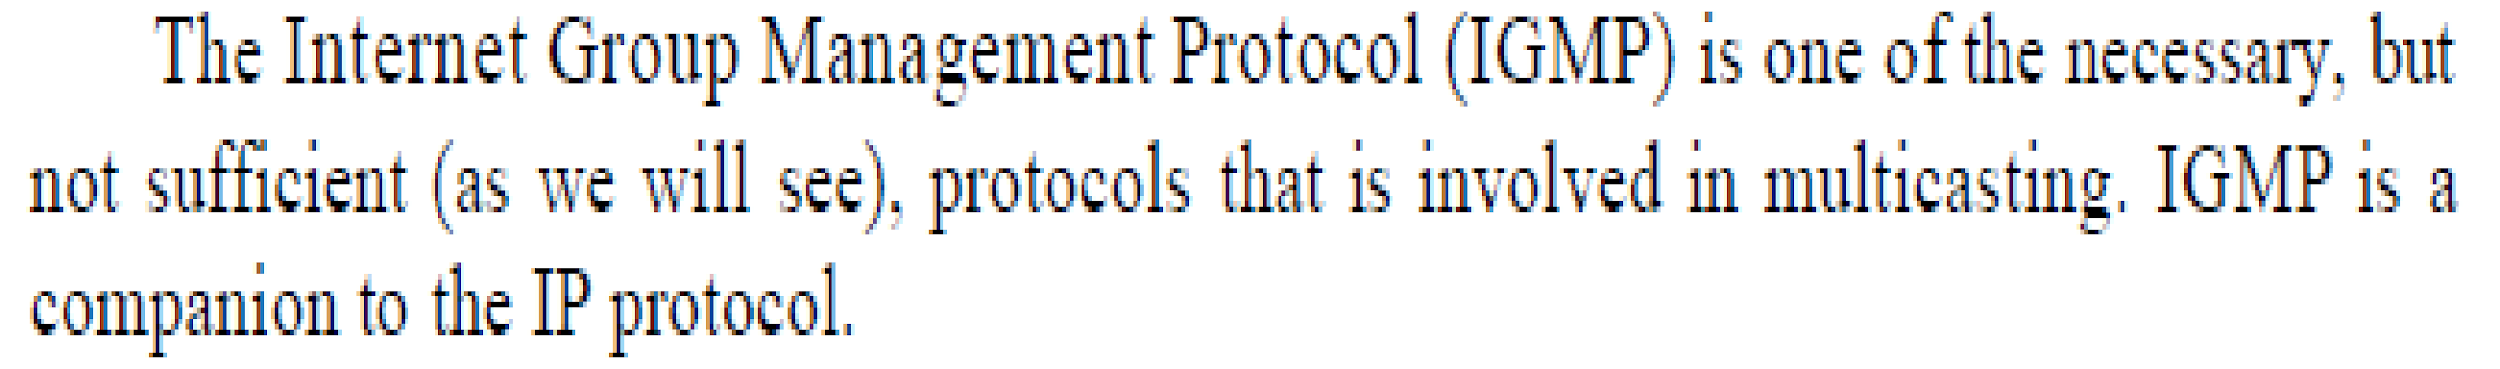 The Internet Group Management Protocol (IGMP) is one of the necessary, but
not sufficient (as we will see), protocols that is involved in multicasting. IGMP is a
companion to the IP protocol.